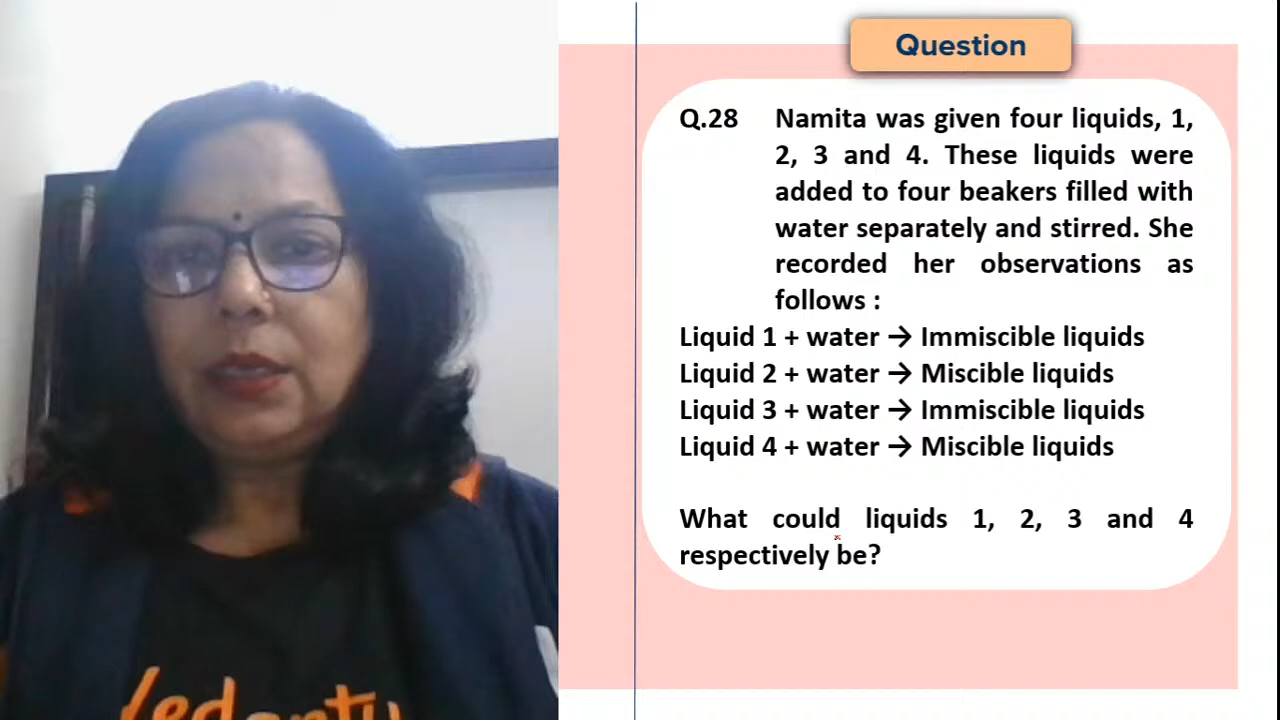 Question
Q.28 Namita was given four liquids, 1,
2, 3 and 4. These liquids were
added to four beakers filled with
water separately and stirred. She
recorded her observations as
follows :
Liquid 1 + water → Immiscible liquids
Liquid 2 + water → Miscible liquids
Liquid 3 + water → Immiscible liquids
Liquid 4 + water → Miscible liquids
What could liquids 1, 2, 3 and 4
respectively be?
Vedantu